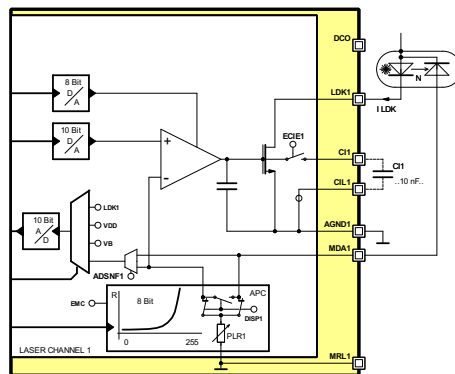 DCO
8 Bit
D
A
LDK1
N
I LDK
10 Bit
D
A
ECIE1
+
–
CI1
CI1
..10 nF..
CIL1
10 Bit
A
D
LDK1
VDD
VB
AGND1
MDA1
ADSNF1
R
8 Bit
APC
EMC
DISP1
PLR1
0
255
LASER CHANNEL 1
MRL1